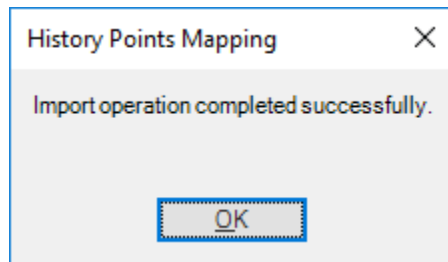 History Points Mapping
Import operation completed successfully.
OK